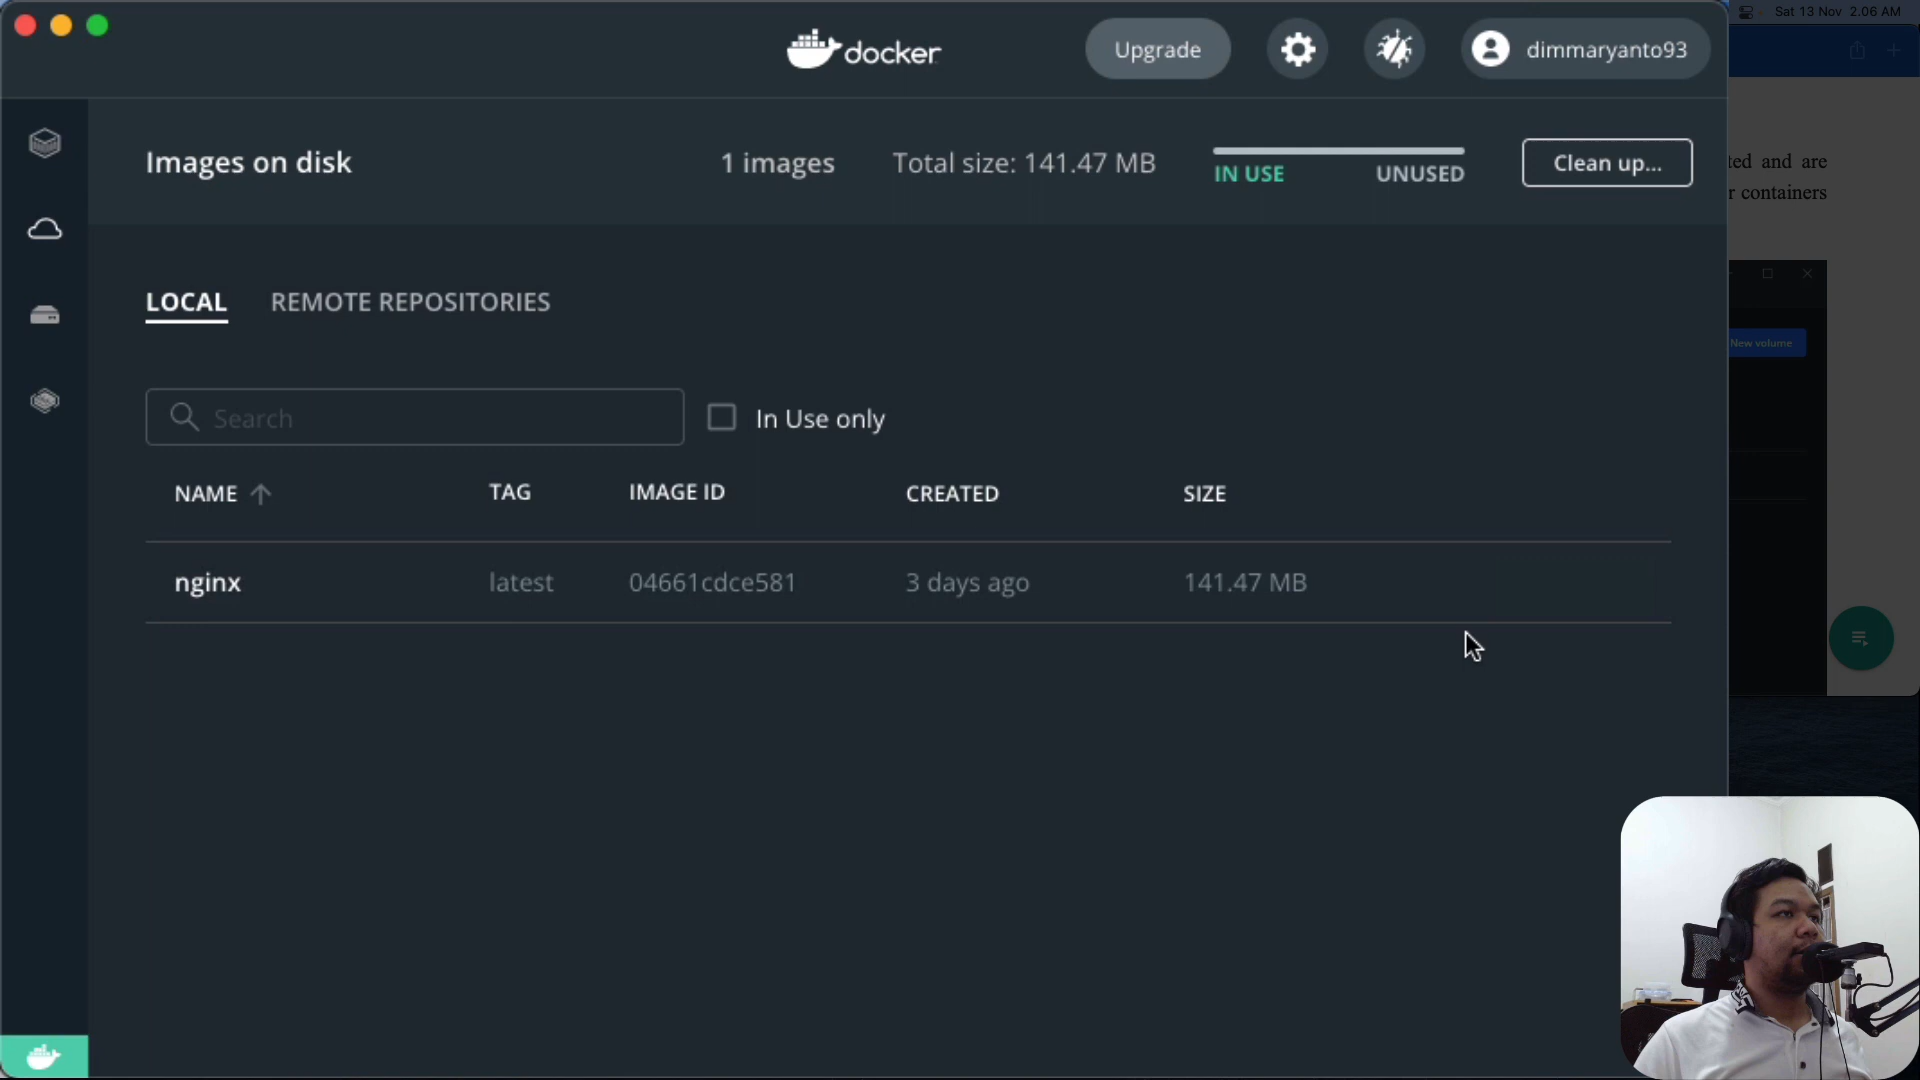 Sat 13 Nov 2.06 AM
docker
Upgrade
dimmaryanto93
Images on disk
1 images
Total size: 141.47 MB
IN USE
UNUSED
Clean up...
ted and are
r containers
LOCAL
REMOTE REPOSITORIES
New volume
Search
In Use only
NAME
TAG
IMAGE ID
CREATED
SIZE
nginx
latest
04661cdce581
3 days ago
141.47 MB